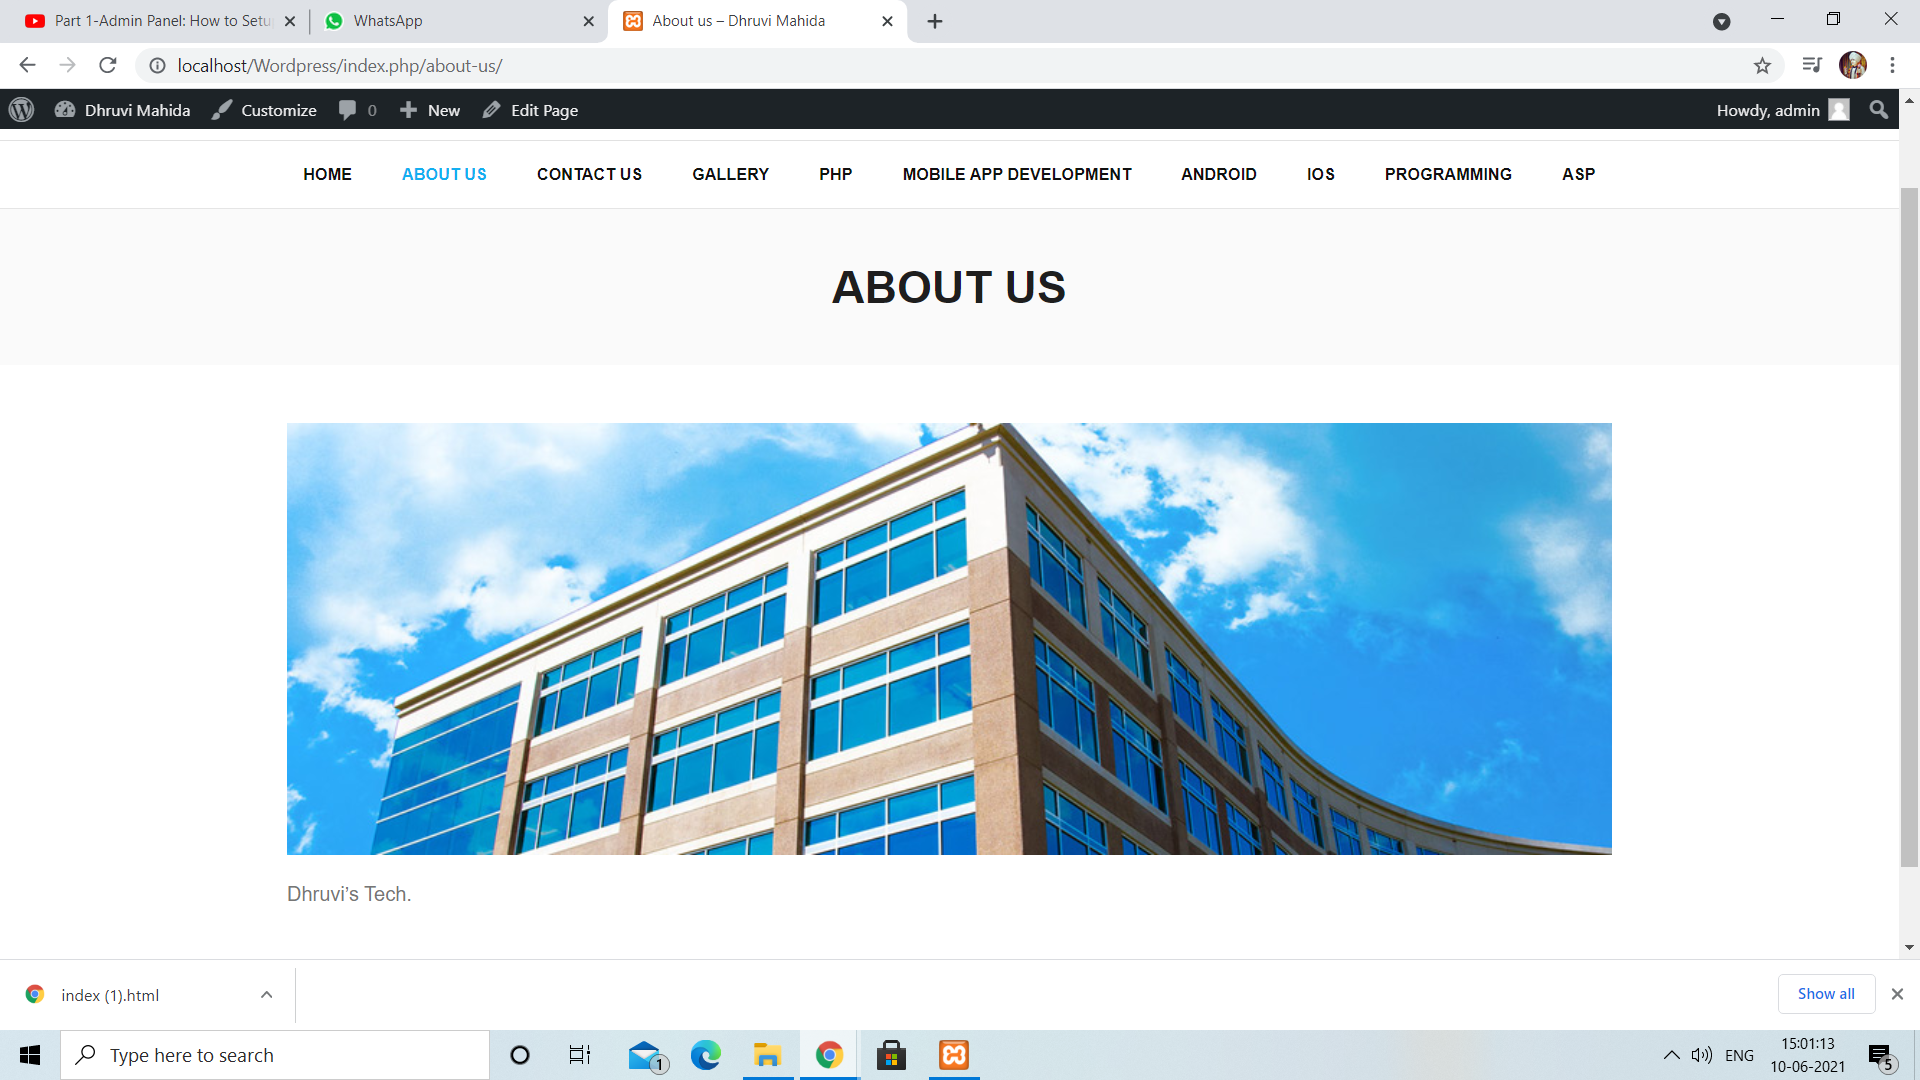 Part 1-Admin Panel: How to Setu
WhatsApp
About us – Dhruvi Mahida
localhost/Wordpress/index.php/about-us/
Dhruvi Mahida
Customize
0
New
Edit Page
Howdy, admin
HOME
ABOUT US
CONTACT US
GALLERY
PHP
MOBILE APP DEVELOPMENT
ANDROID
IOS
PROGRAMMING
ASP
ABOUT US
Dhruvi’s Tech.
index (1).html
Show all
Type here to search
1
ENG
15:01:13
10-06-2021
5